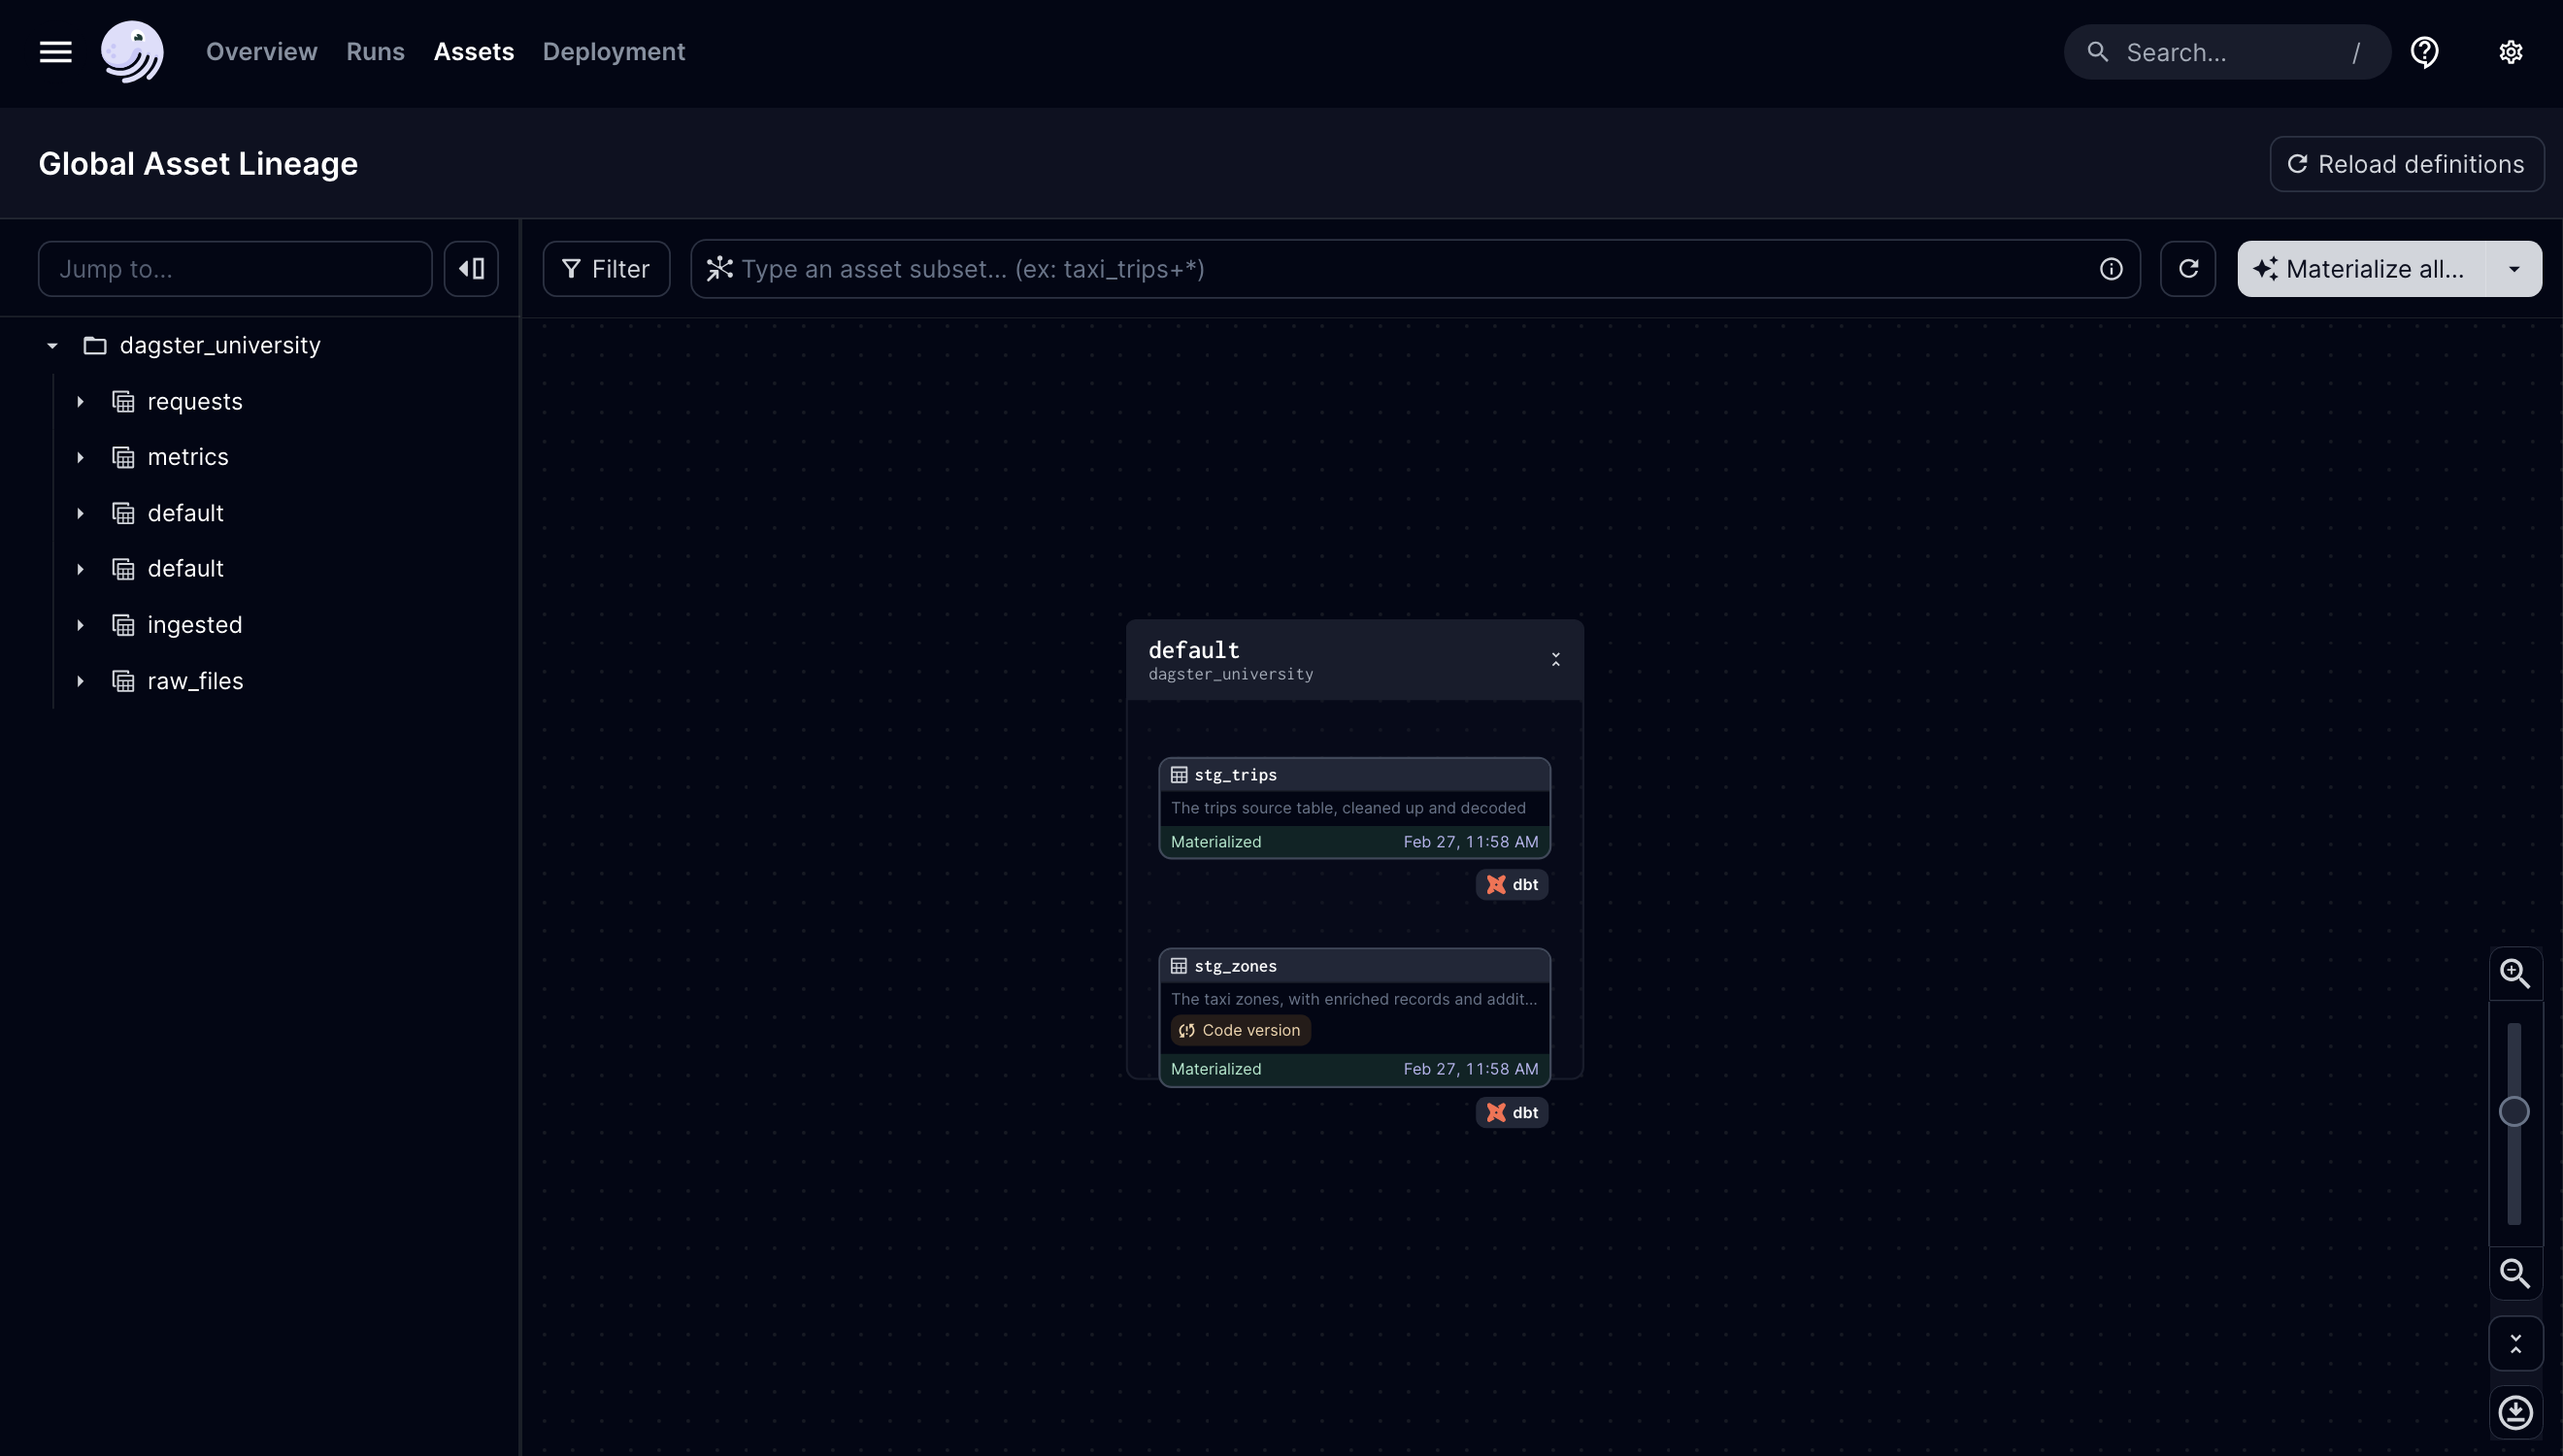 Overview Runs Assets Deployment
Search... /
Global Asset Lineage
Reload definitions
Jump to...
Filter
Type an asset subset... (ex: taxi_trips+*)
Materialize all...
dagster_university
requests
metrics
default
default
ingested
raw_files
default
dagster_university
stg_trips
The trips source table, cleaned up and decoded
Materialized Feb 27, 11:58 AM
dbt
stg_zones
The taxi zones, with enriched records and addit...
Code version
Materialized Feb 27, 11:58 AM
dbt